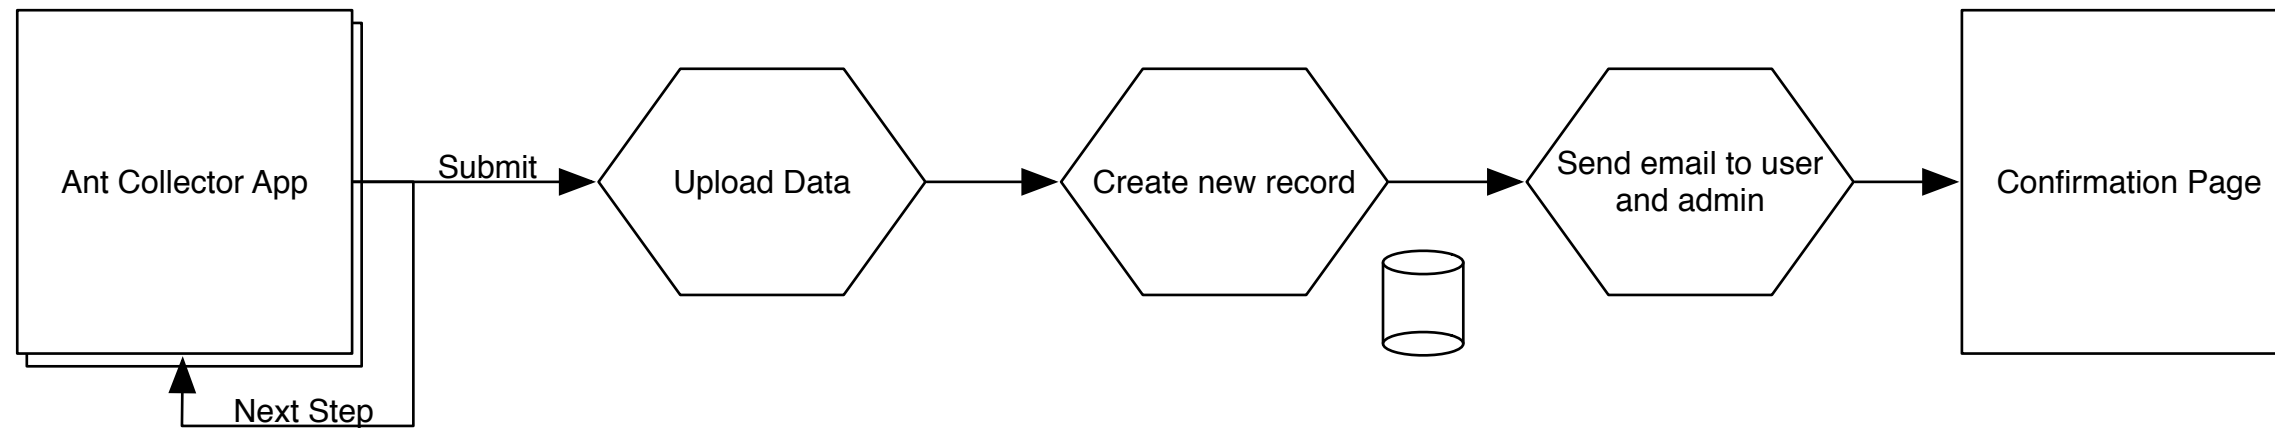 Ant Collector App
Submit
Upload Data
Create new record
Send email to user
and admin
Confirmation Page
Next Step